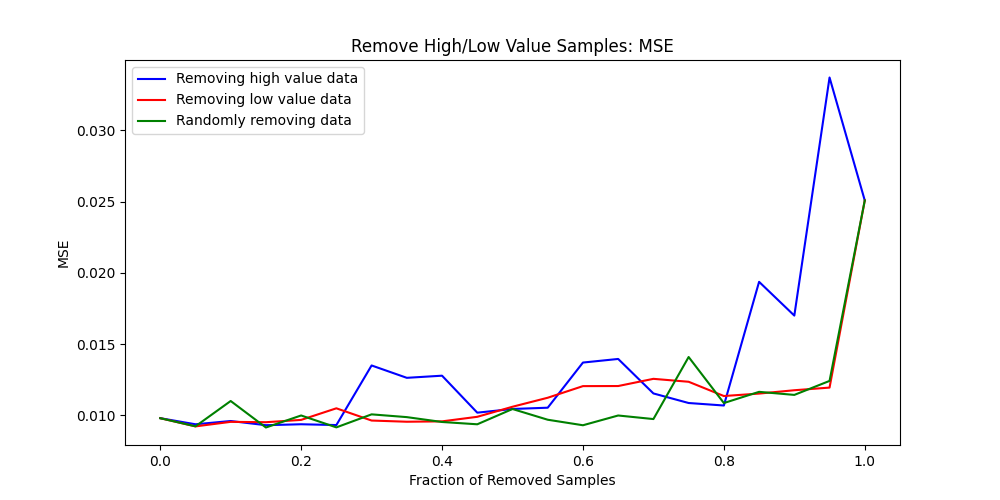 Remove High/Low Value Samples: MSE
Removing high value data
Removing low value data
Randomly removing data
MSE
0.030
0.025
0.020
0.015
0.010
0.0 0.2 0.4 0.6 0.8 1.0
Fraction of Removed Samples